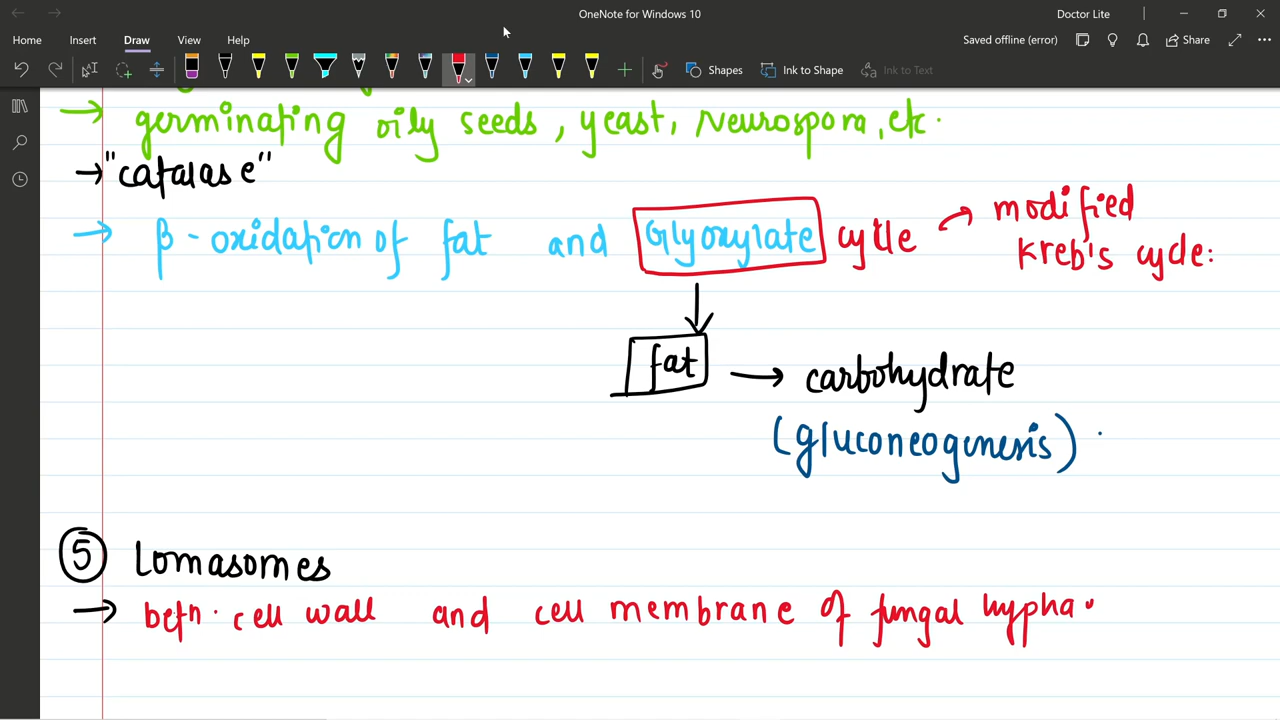 OneNote for Windows 10
Doctor Lite
Home Insert Draw View Help
Saved offline (error) Share
Shapes Ink to Shape Ink to Text
→ germinating oily seeds, yeast, Neurospora, etc.
→ "catalase"
→ β-oxidation of fat and Glyoxylate cycle → modified
Kreb's cycle:
fat → carbohydrate
(gluconeogenesis).
5 Lomasomes
→ betn. cell wall and cell membrane of fungal hypha.